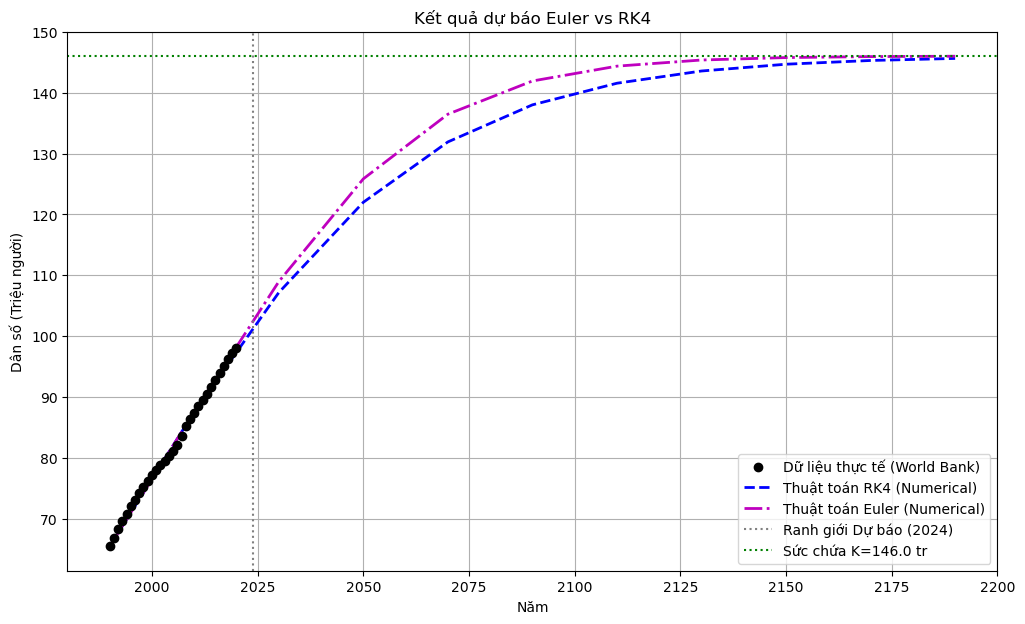 Kết quả dự báo Euler vs RK4
150
140
130
120
110
100
90
80
70
Dân số (Triệu người)
Dữ liệu thực tế (World Bank)
Thuật toán RK4 (Numerical)
Thuật toán Euler (Numerical)
Ranh giới Dự báo (2024)
Sức chứa K=146.0 tr
2000 2025 2050 2075 2100 2125 2150 2175 2200
Năm